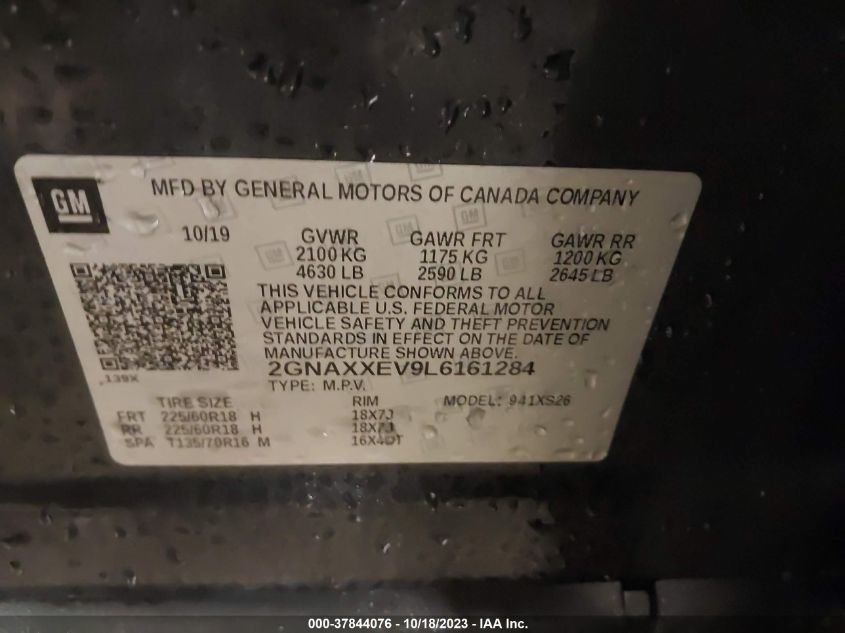 GM
MFD BY GENERAL MOTORS OF CANADA COMPANY
10/19 GVWR GAWR FRT GAWR RR
2100 KG 1175 KG 1200 KG
4630 LB 2590 LB 2645 LB
THIS VEHICLE CONFORMS TO ALL
APPLICABLE U.S. FEDERAL MOTOR
VEHICLE SAFETY AND THEFT PREVENTION
STANDARDS IN EFFECT ON THE DATE OF
MANUFACTURE SHOWN ABOVE.
2GNAXXEV9L6161284
139X
TYPE: M.P.V.
TIRE SIZE RIM MODEL: 941XS26
FRT 225/60R18 H 18X7J
RR 225/60R18 H 18X7J
SPA T135/70R16 M 16X4DT
000-37844076 - 10/18/2023 - IAA Inc.